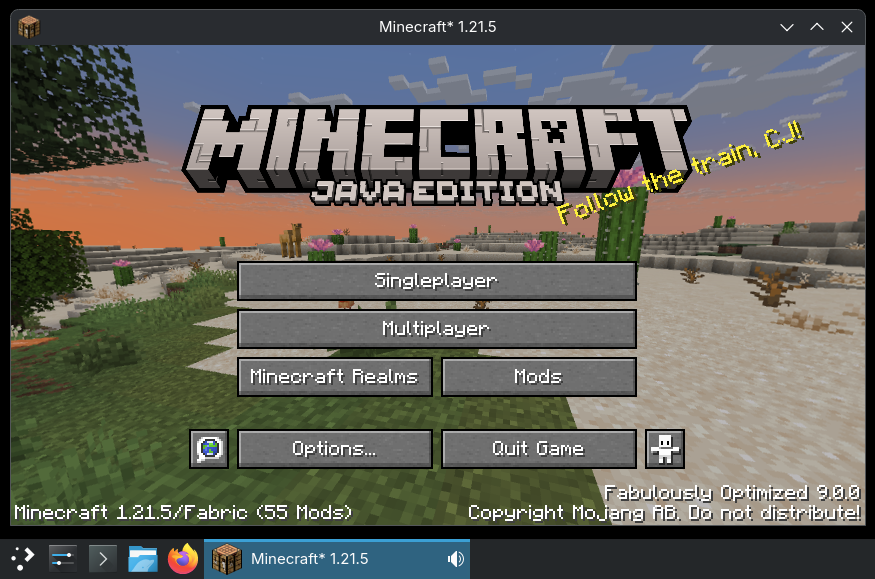 Minecraft* 1.21.5
MINECRAFT
JAVA EDITION
Follow the train, CJ!
Singleplayer
Multiplayer
Minecraft Realms
Mods
Options...
Quit Game
Fabulously Optimized 9.0.0
Minecraft 1.21.5/Fabric (55 Mods)
Copyright Mojang AB. Do not distribute!
Minecraft* 1.21.5